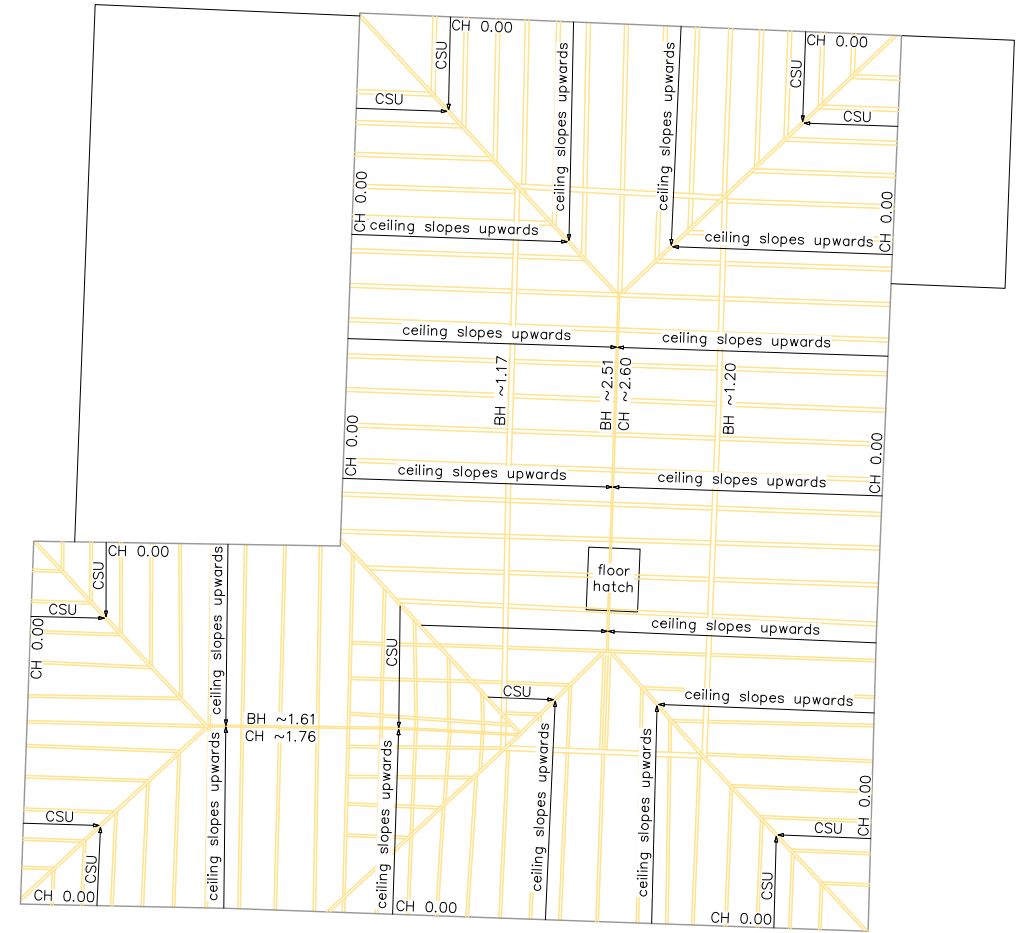 CH 0.00
CH 0.00
CSU
CSU
CSU
CSU
ceiling slopes upwards
ceiling slopes upwards
CH 0.00
CH 0.00
ceiling slopes upwards
ceiling slopes upwards
ceiling slopes upwards
ceiling slopes upwards
BH ~1.17
BH ~2.51
CH ~2.60
BH ~1.20
CH 0.00
CH 0.00
ceiling slopes upwards
ceiling slopes upwards
floor
hatch
CH 0.00
CSU
ceiling slopes upwards
CSU
CH 0.00
CSU
ceiling slopes upwards
CSU
ceiling slopes upwards
BH ~1.61
CH ~1.76
ceiling slopes upwards
ceiling slopes upwards
ceiling slopes upwards
ceiling slopes upwards
CH 0.00
CSU
CSU
CSU
CSU
CH 0.00
CH 0.00
CH 0.00